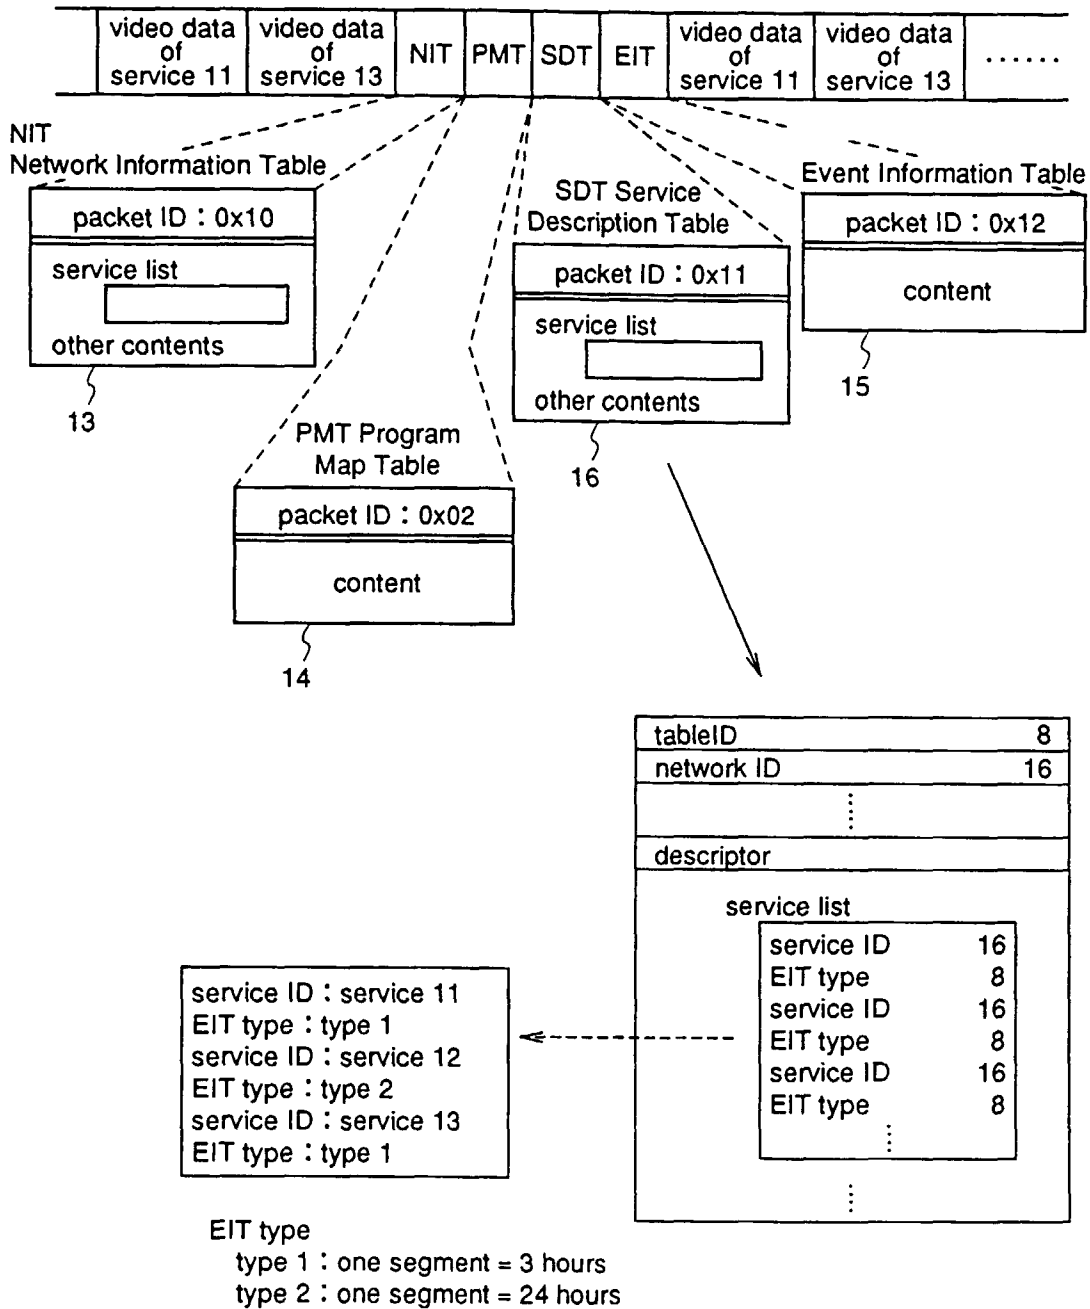 video data of service 11
video data of service 13
NIT
PMT
SDT
EIT
video data of service 11
video data of service 13
......
NIT
Network Information Table
packet ID : 0x10
service list
other contents
13
PMT Program
Map Table
packet ID : 0x02
content
14
SDT Service
Description Table
packet ID : 0x11
service list
other contents
16
Event Information Table
packet ID : 0x12
content
15
tableID 8
network ID 16
descriptor
service list
service ID 16
EIT type 8
service ID 16
EIT type 8
service ID 16
EIT type 8
service ID : service 11
EIT type : type 1
service ID : service 12
EIT type : type 2
service ID : service 13
EIT type : type 1
EIT type
type 1 : one segment = 3 hours
type 2 : one segment = 24 hours